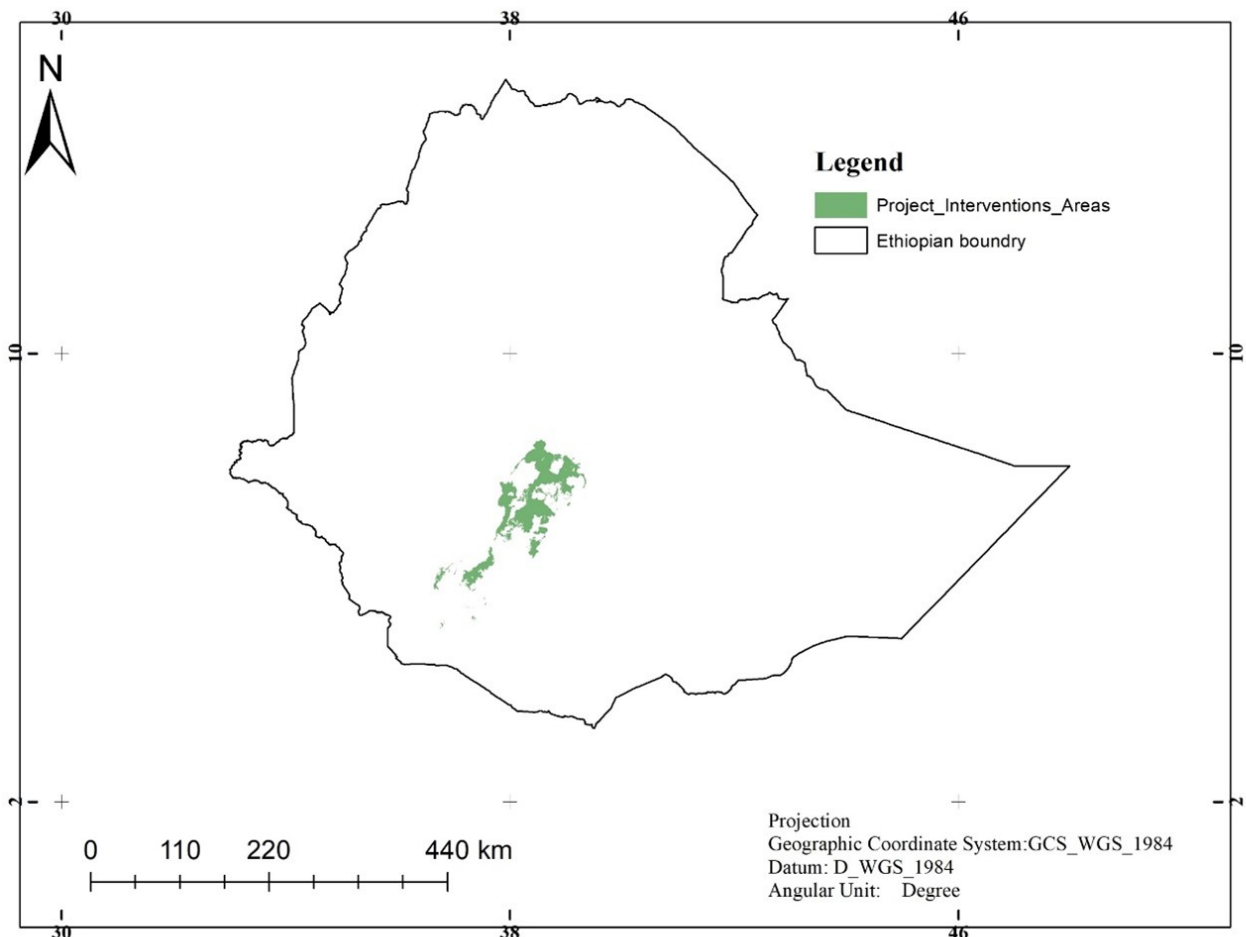 30 38 46
N
Legend
Project_Interventions_Areas
Ethiopian boundry
10 10
2 2
0 110 220 440 km
Projection
Geographic Coordinate System:GCS_WGS_1984
Datum: D_WGS_1984
Angular Unit: Degree
30 38 46